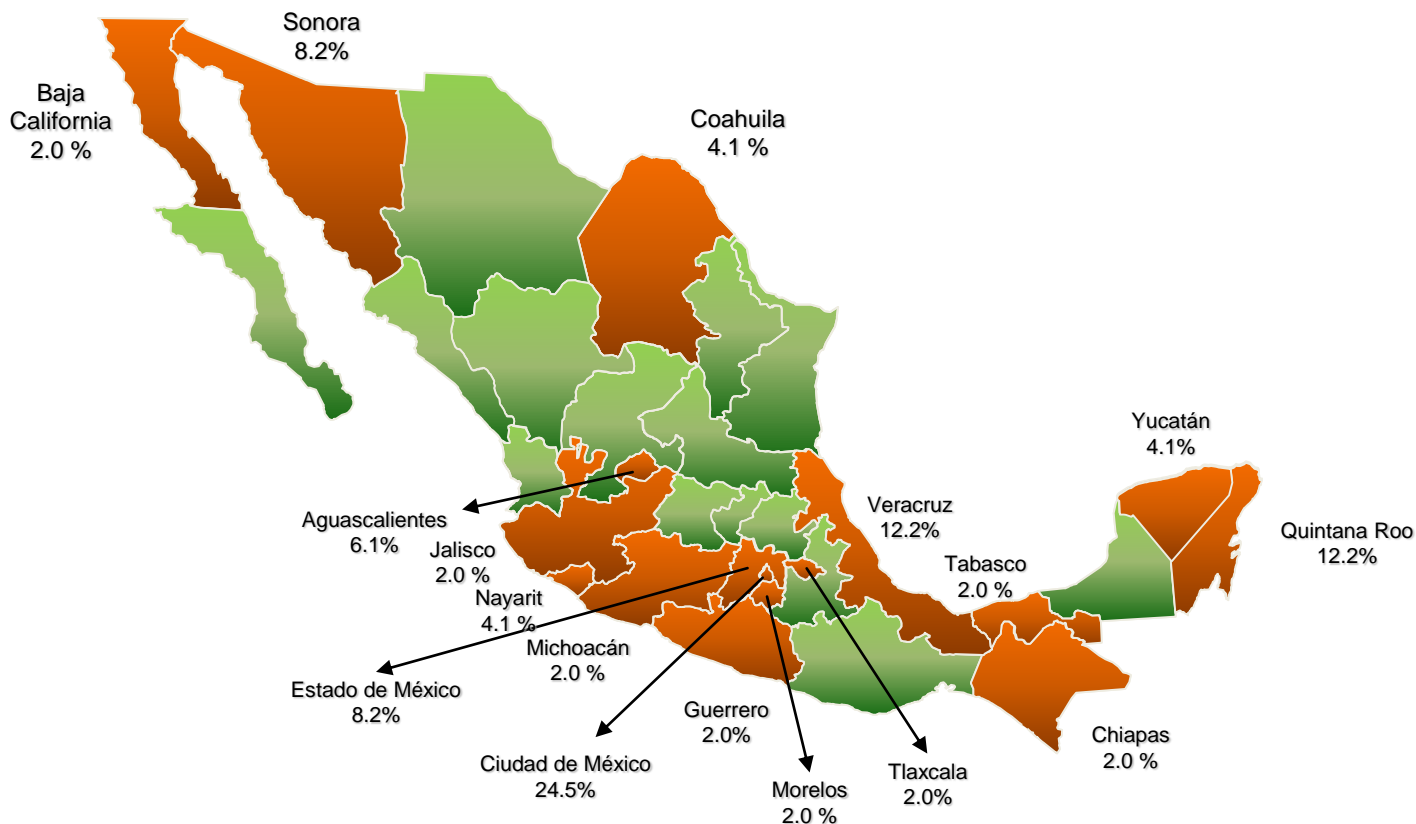 Sonora
8.2%
Baja
California
2.0 %
Coahuila
4.1 %
Yucatán
4.1%
Veracruz
12.2%
Quintana Roo
12.2%
Aguascalientes
6.1%
Jalisco
2.0 %
Tabasco
2.0 %
Nayarit
4.1 %
Michoacán
2.0 %
Estado de México
8.2%
Guerrero
2.0%
Chiapas
2.0 %
Ciudad de México
24.5%
Tlaxcala
2.0%
Morelos
2.0 %